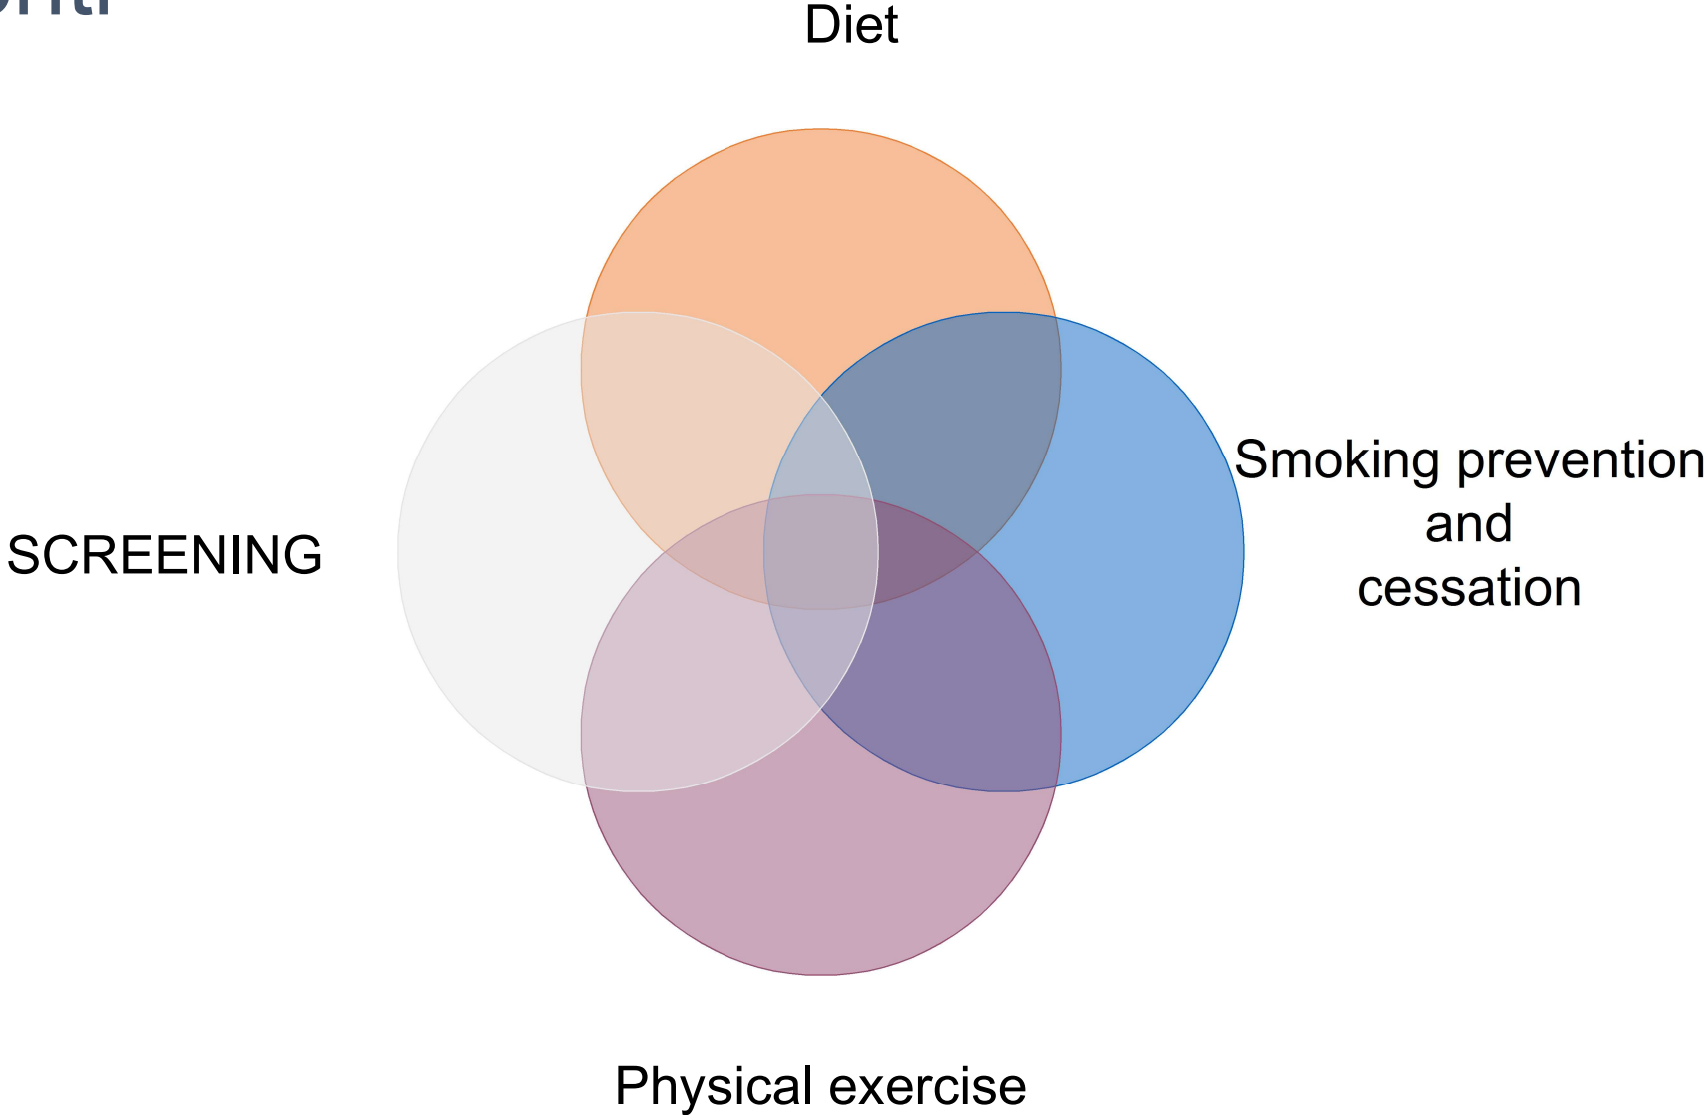 Diet
Smoking prevention
and
cessation
SCREENING
Physical exercise